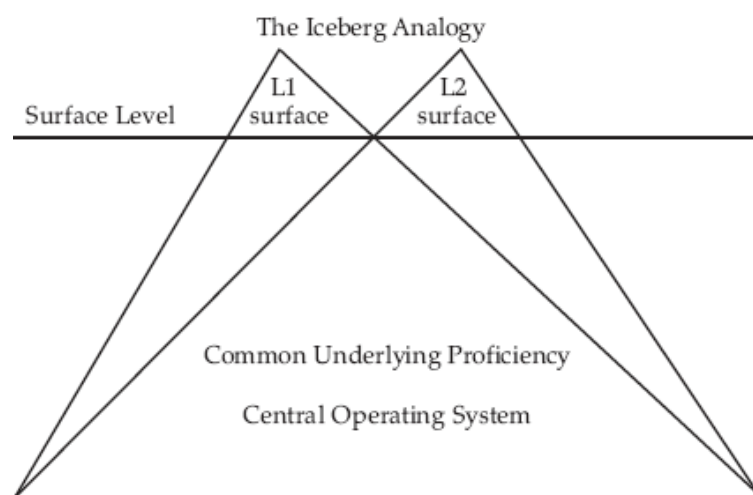 The Iceberg Analogy
L1
surface
L2
surface
Surface Level
Common Underlying Proficiency
Central Operating System